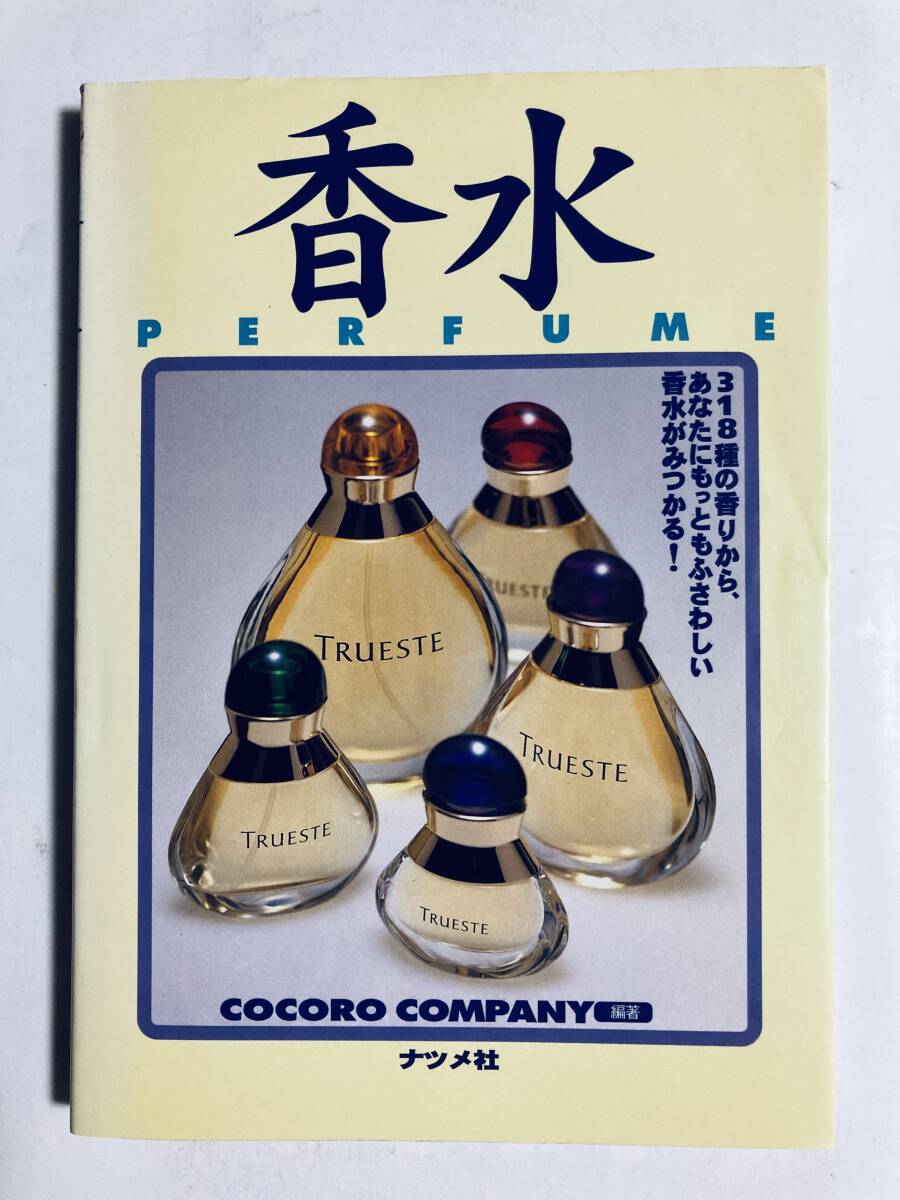 香水
PERFUME
318種の香りから、
あなたにもっともふさわしい
香水がみつかる!
TRUESTE
TRUESTE
TRUESTE
TRUESTE
TRUESTE
COCORO COMPANY 編著
ナツメ社